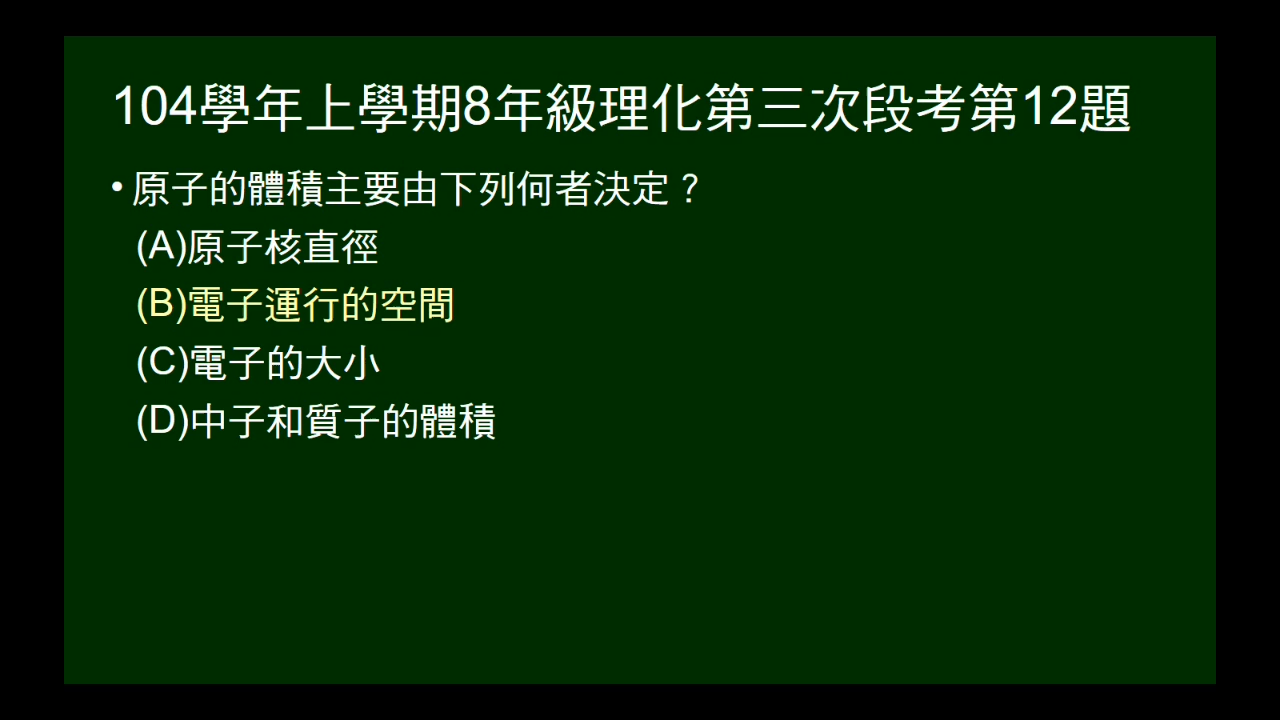 104學年上學期8年級理化第三次段考第12題
•原子的體積主要由下列何者決定？
(A)原子核直徑
(B)電子運行的空間
(C)電子的大小
(D)中子和質子的體積